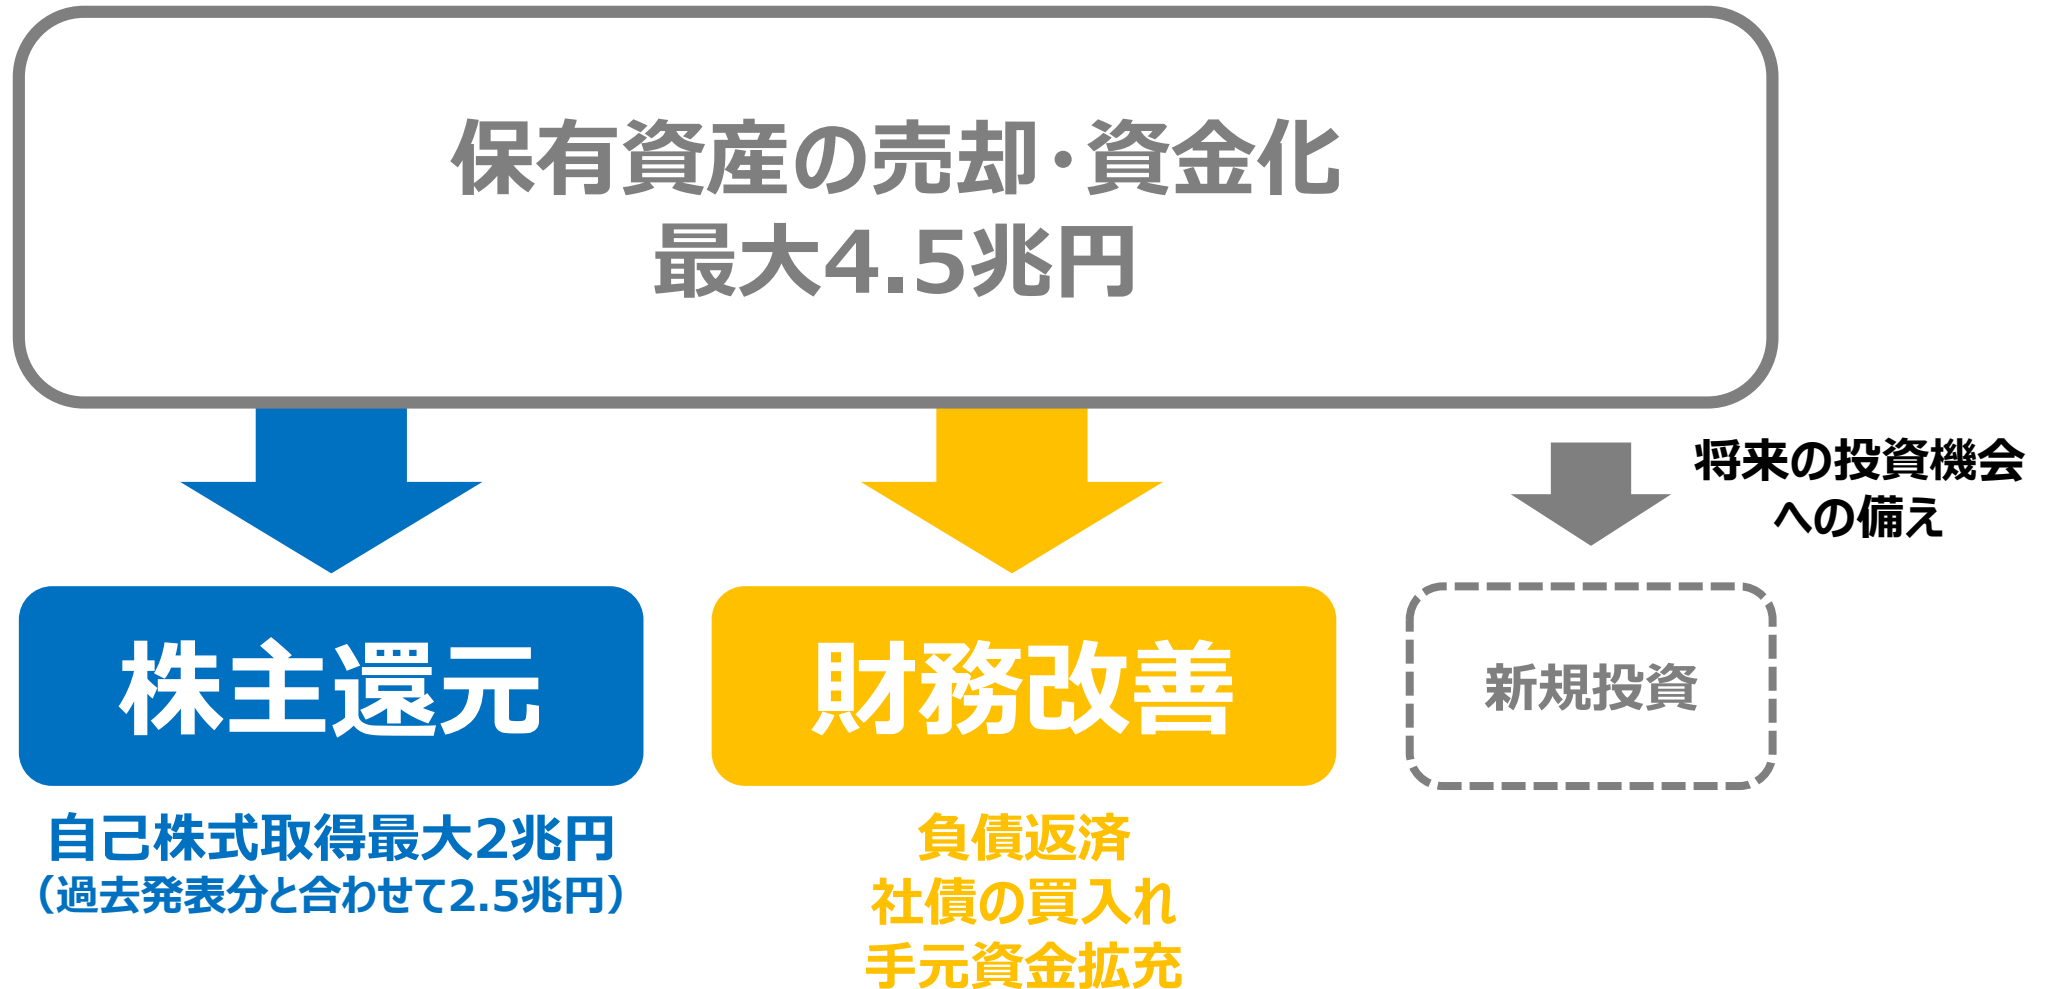 保有資産の売却・資金化
最大4.5兆円
将来の投資機会
への備え
株主還元
財務改善
新規投資
自己株式取得最大2兆円
（過去発表分と合わせて2.5兆円）
負債返済
社債の買入れ
手元資金拡充